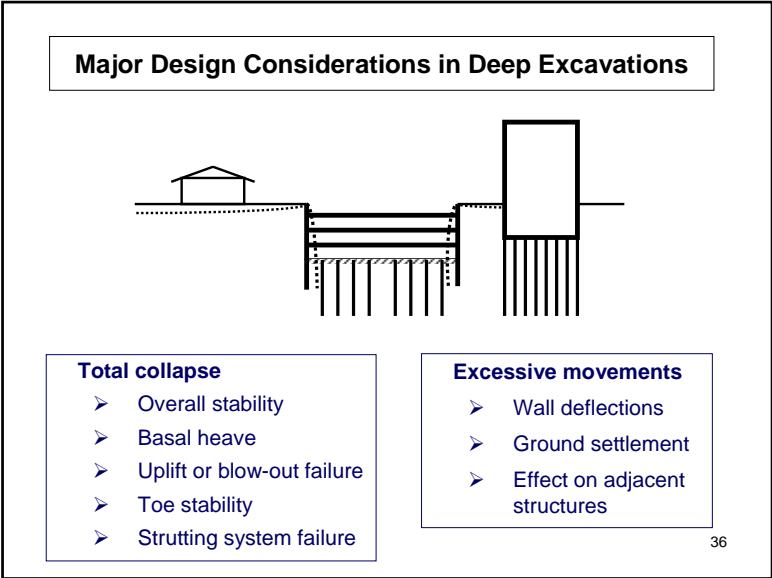 Major Design Considerations in Deep Excavations
Total collapse
➢ Overall stability
➢ Basal heave
➢ Uplift or blow-out failure
➢ Toe stability
➢ Strutting system failure
Excessive movements
➢ Wall deflections
➢ Ground settlement
➢ Effect on adjacent
structures
36